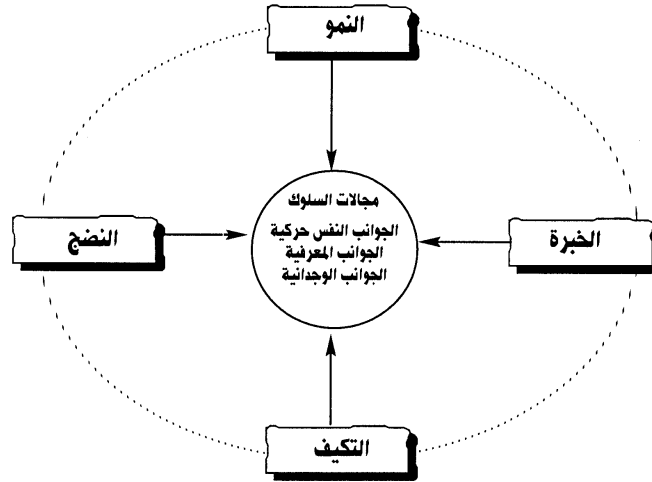 النمو
مجالات السلوك
الجوانب النفس حركية
الجوانب المعرفية
الجوانب الوجدانية
الخبرة
النضج
التكيف